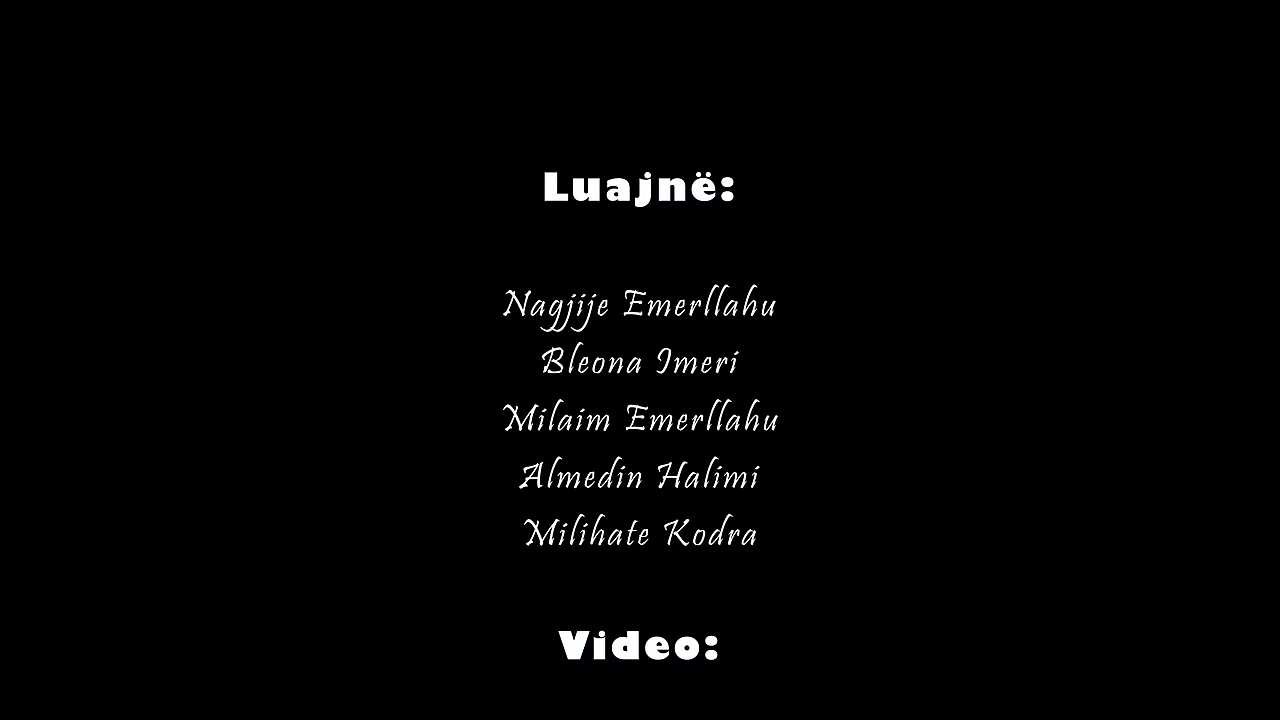 Luajnë:
Nagjije Emerllahu
Bleona Imeri
Milaim Emerllahu
Almedin Halimi
Milihate Kodra
Video: